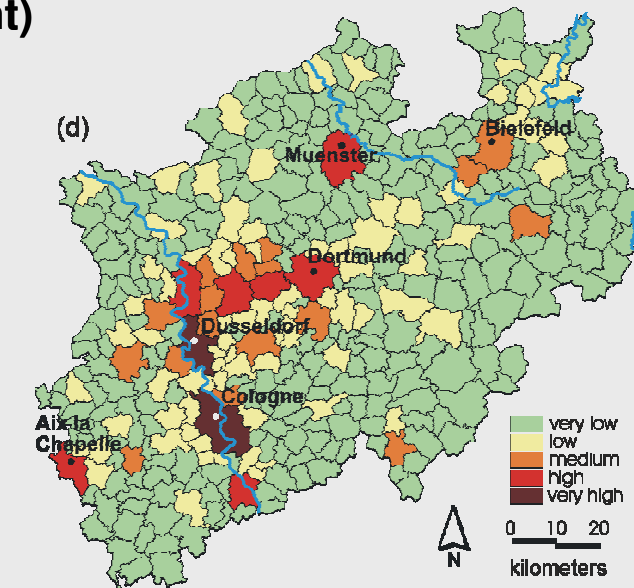 nt)
(d)
Bielefeld
Muenster
Dortmund
Dusseldorf
Cologne
Aix-la
Chapelle
very low
low
medium
high
very high
0 10 20
N
kilometers